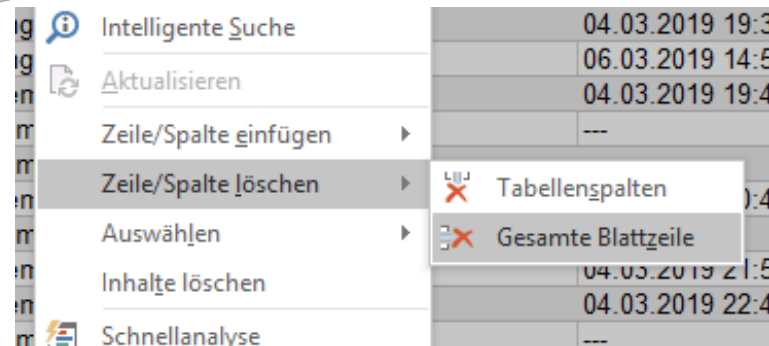 Intelligente Suche
04.03.2019 19:3
06.03.2019 14:5
Aktualisieren
04.03.2019 19:4
Zeile/Spalte einfügen
---
Zeile/Spalte löschen
Tabellenspalten
Auswählen
Gesamte Blattzeile
04.03.2019 21:5
Inhalte löschen
04.03.2019 22:4
Schnellanalyse
---